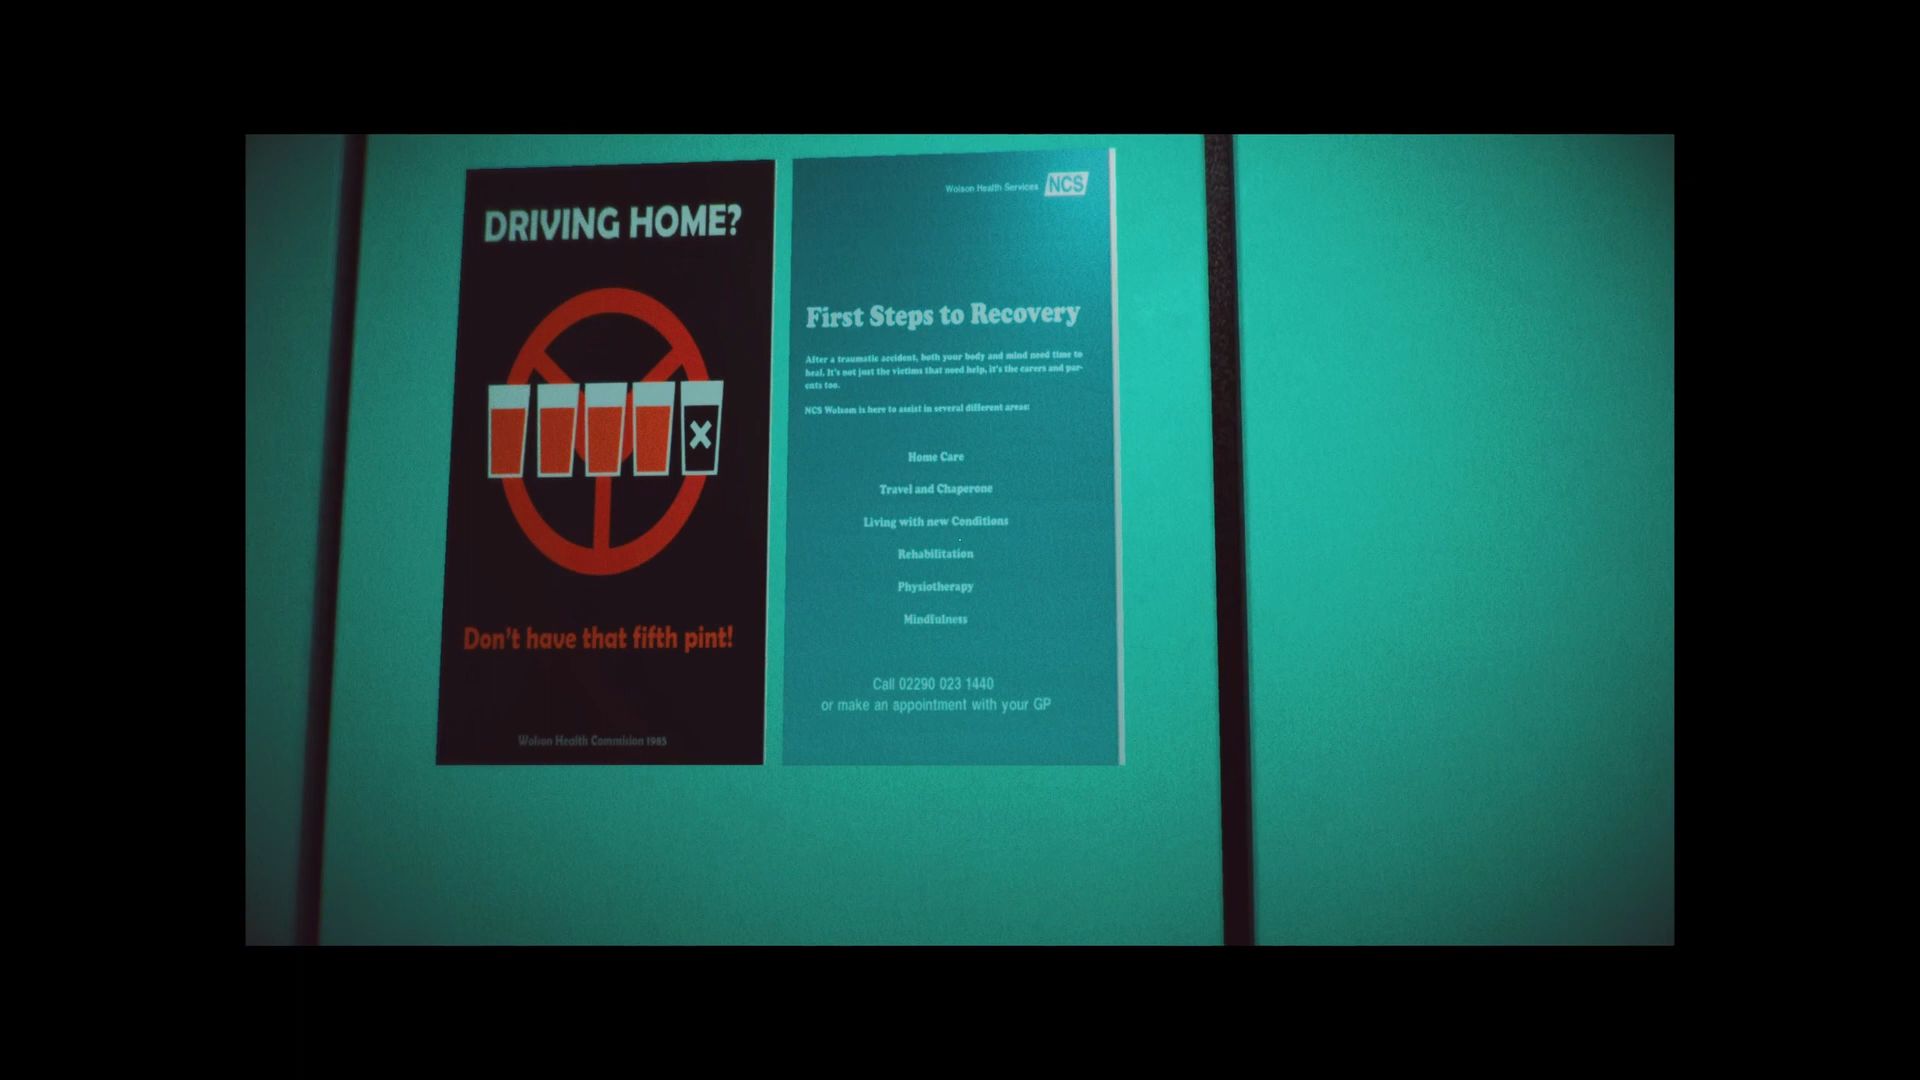 DRIVING HOME?
X
Don't have that fifth pint!
Wolson Health Commision 1985
Wolson Health Services NCS
First Steps to Recovery
After a traumatic accident, both your body and mind need time to
heal. It's not just the victims that need help, it's the carers and par-
ents too.
NCS Wolsom is here to assist in several different areas:
Home Care
Travel and Chaperone
Living with new Conditions
Rehabilitation
Physiotherapy
Mindfulness
Call 02290 023 1440
or make an appointment with your GP